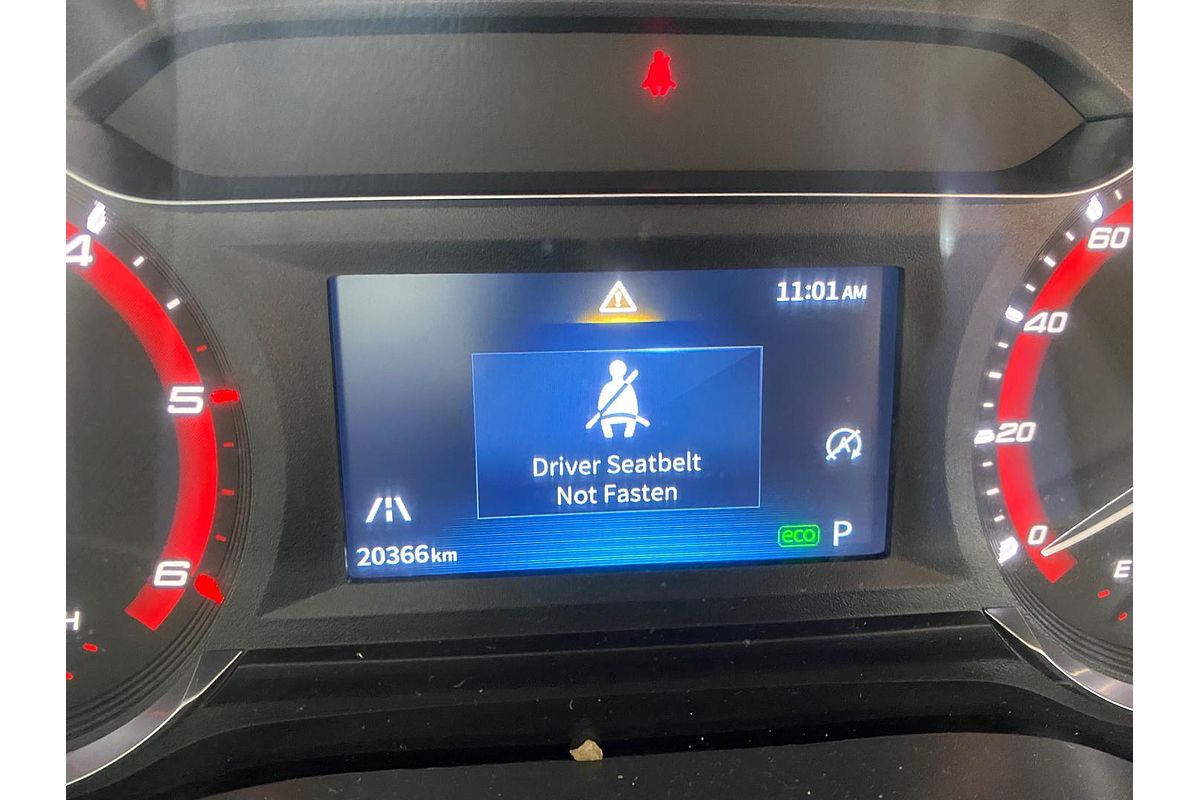 11:01 AM
Driver Seatbelt
Not Fasten
20366 km
eco P
4
5
6
H
60
40
20
0
E
A